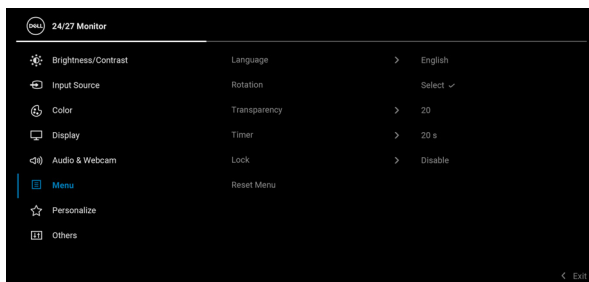 DELL 24/27 Monitor
Brightness/Contrast Language > English
Input Source Rotation Select ✓
Color Transparency > 20
Display Timer > 20 s
Audio & Webcam Lock > Disable
Menu Reset Menu
Personalize
Others
< Exit